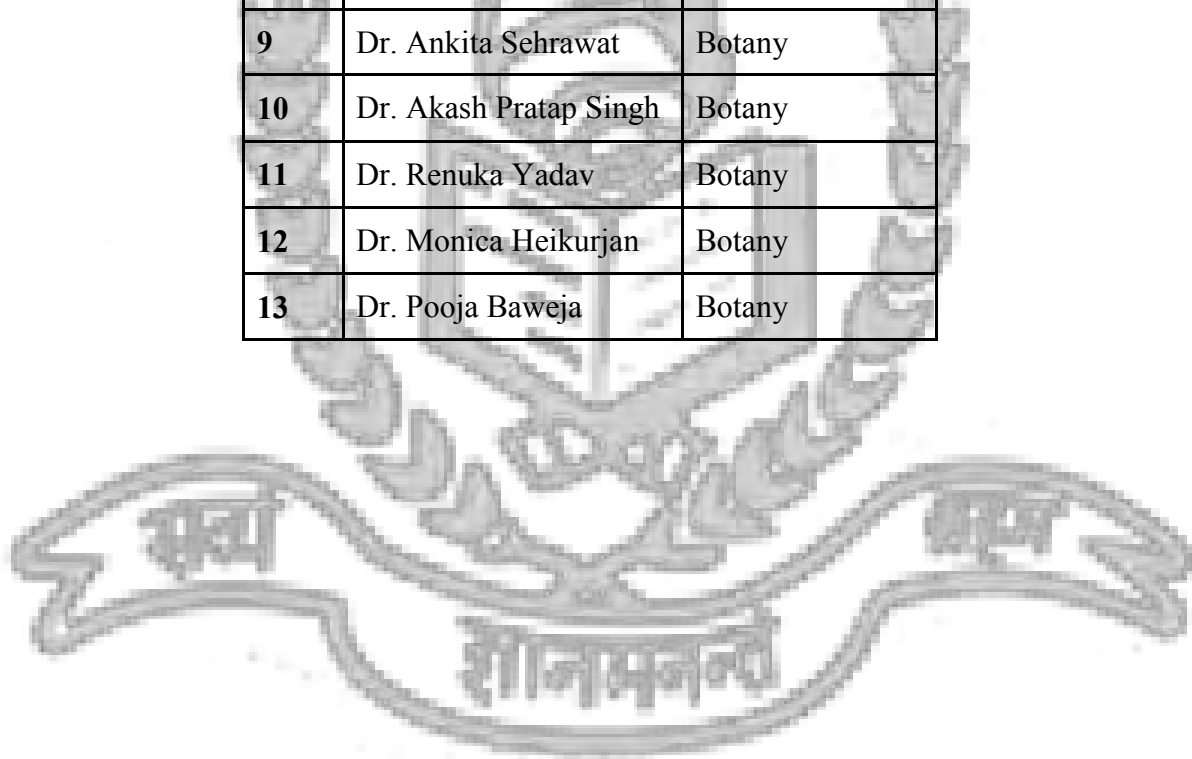 9 Dr. Ankita Sehrawat Botany
10 Dr. Akash Pratap Singh Botany
11 Dr. Renuka Yadav Botany
12 Dr. Monica Heikurjan Botany
13 Dr. Pooja Baweja Botany